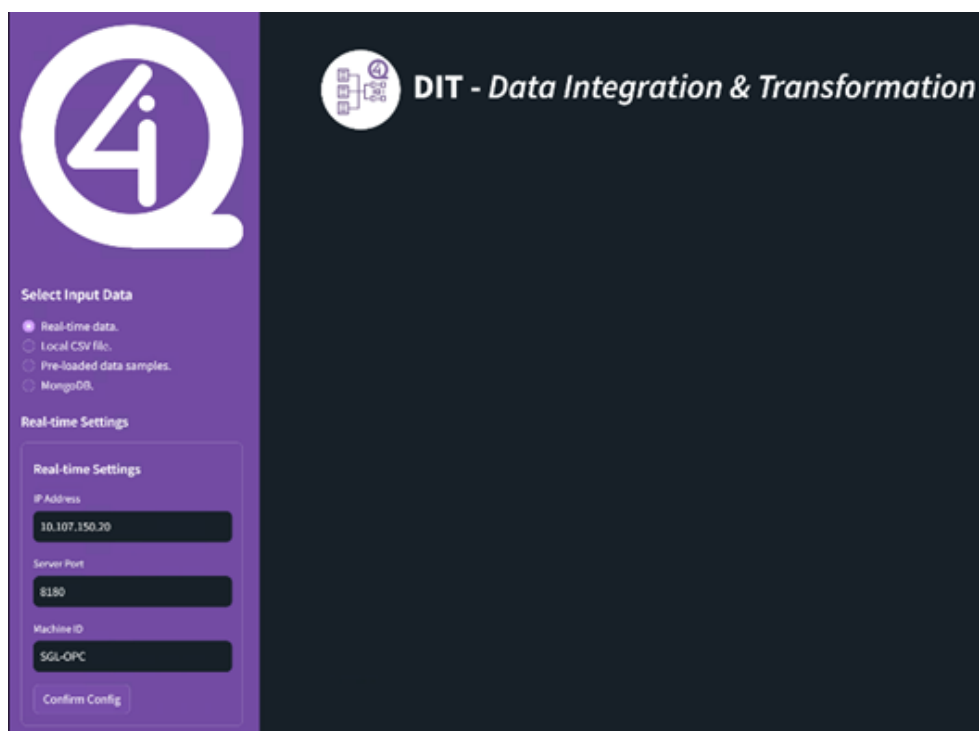 DIT - Data Integration & Transformation
Select Input Data
Real-time data.
Local CSV file.
Pre-loaded data samples.
MongoDB.
Real-time Settings
Real-time Settings
IP Address
10.107.150.20
Server Port
8180
Machine ID
SGL-OPC
Confirm Config